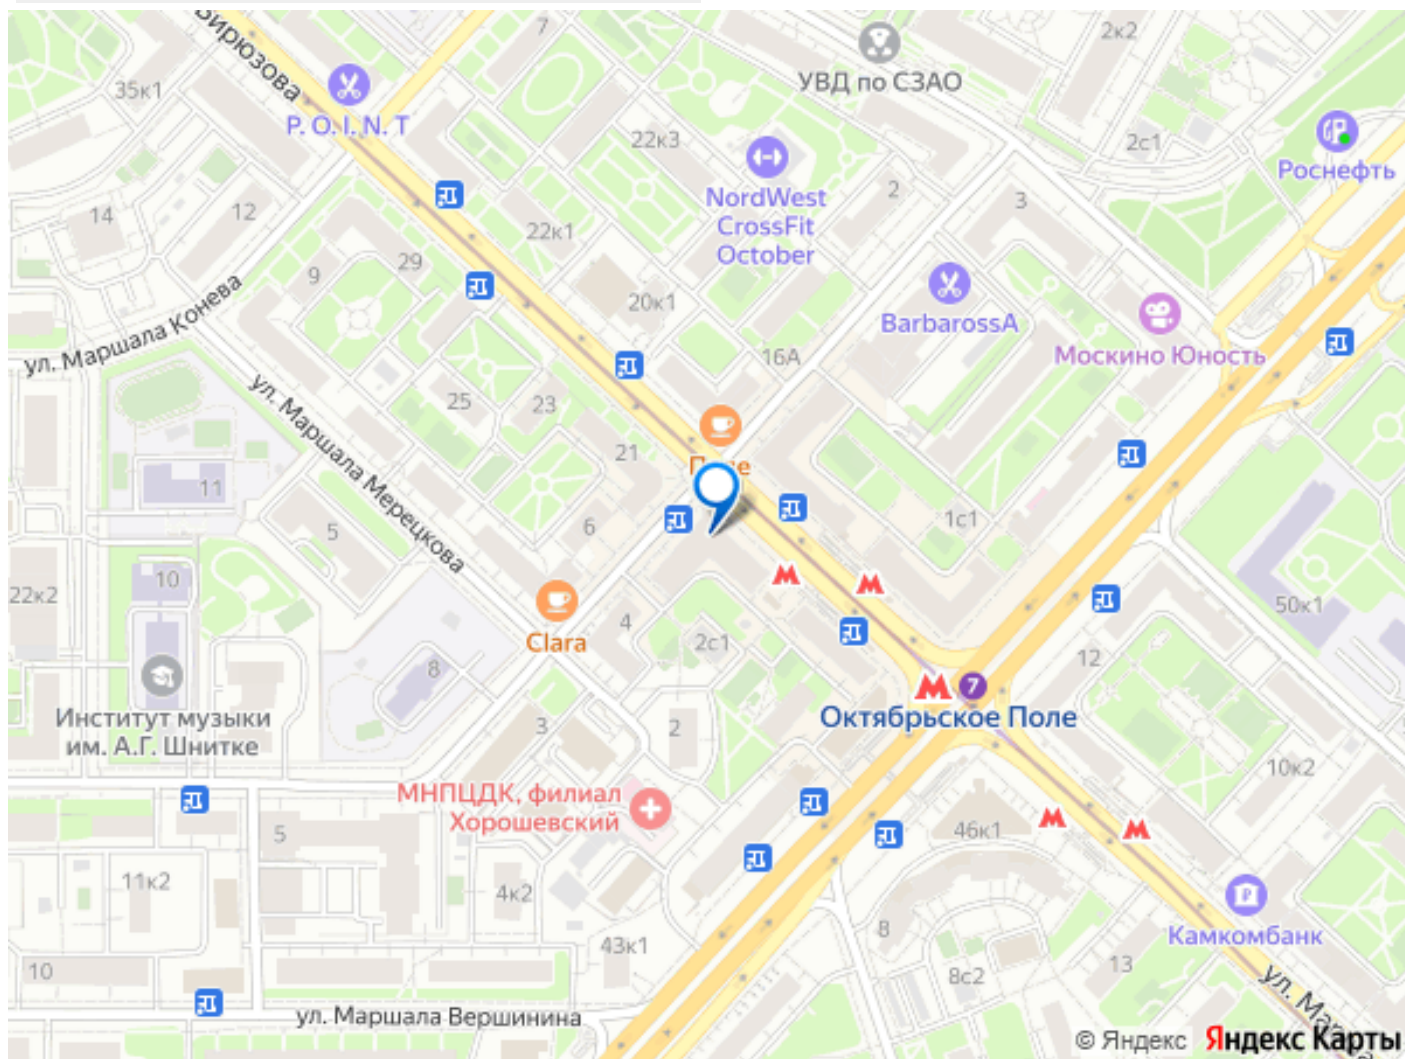 Бирюзова
7
2к2
УВД по СЗАО
35к1
P. O. I. N. T
22к3
2с1
Роснефть
NordWest
CrossFit
October
2
3
14
12
22к1
29
9
20к1
BarbarossA
Москино Юность
ул. Маршала Конева
16А
ул. Маршала Мерецкова
25
23
21
11
5
6
1с1
10
22к2
Clara
4
2с1
50к1
12
8
7
Октябрьское Поле
Институт музыки
им. А.Г. Шнитке
3
2
10к2
МНПЦДК, филиал
Хорошевский
5
46к1
11к2
4к2
Камкомбанк
43к1
8
13
10
8с2
ул. Маршала Вершинина
ул.
© Яндекс Яндекс Карты